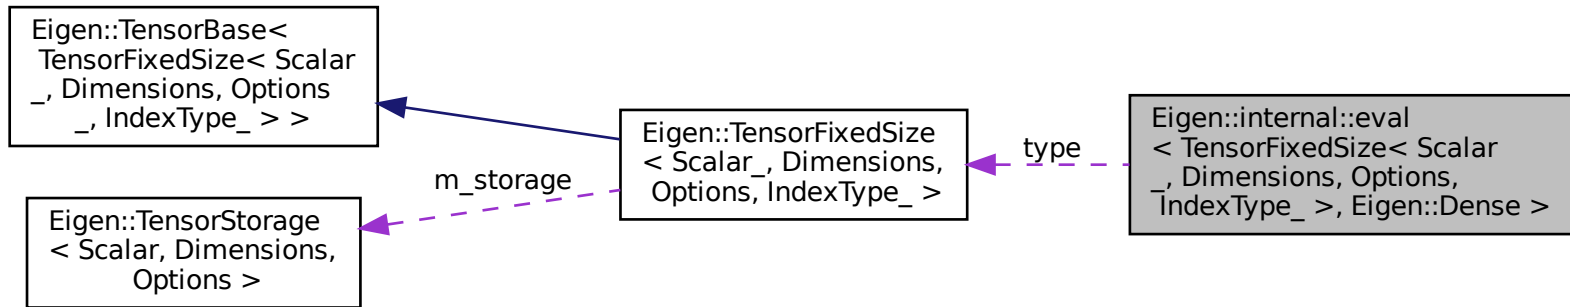 Eigen::TensorBase<
TensorFixedSize< Scalar
_, Dimensions, Options
_, IndexType_ > >
Eigen::TensorStorage
< Scalar, Dimensions,
Options >
m_storage
Eigen::TensorFixedSize
< Scalar_, Dimensions,
Options, IndexType_ >
type
Eigen::internal::eval
< TensorFixedSize< Scalar
_, Dimensions, Options,
IndexType_ >, Eigen::Dense >